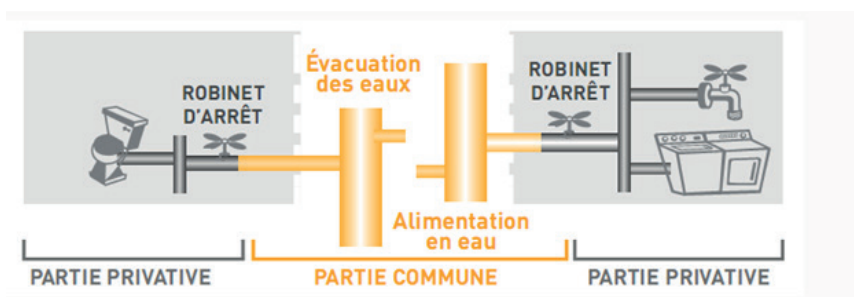 ROBINET
D'ARRÊT
Évacuation
des eaux
ROBINET
D'ARRÊT
Alimentation
en eau
PARTIE PRIVATIVE
PARTIE COMMUNE
PARTIE PRIVATIVE